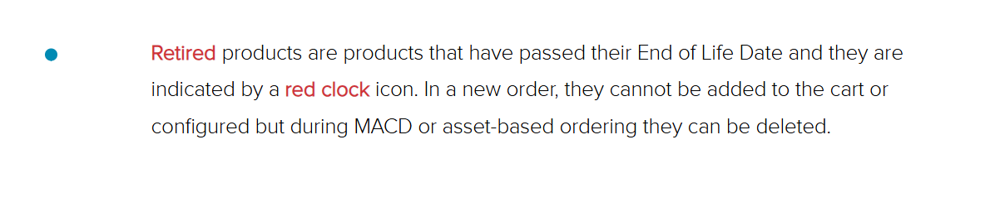 Retired products are products that have passed their End of Life Date and they are
indicated by a red clock icon. In a new order, they cannot be added to the cart or
configured but during MACD or asset-based ordering they can be deleted.